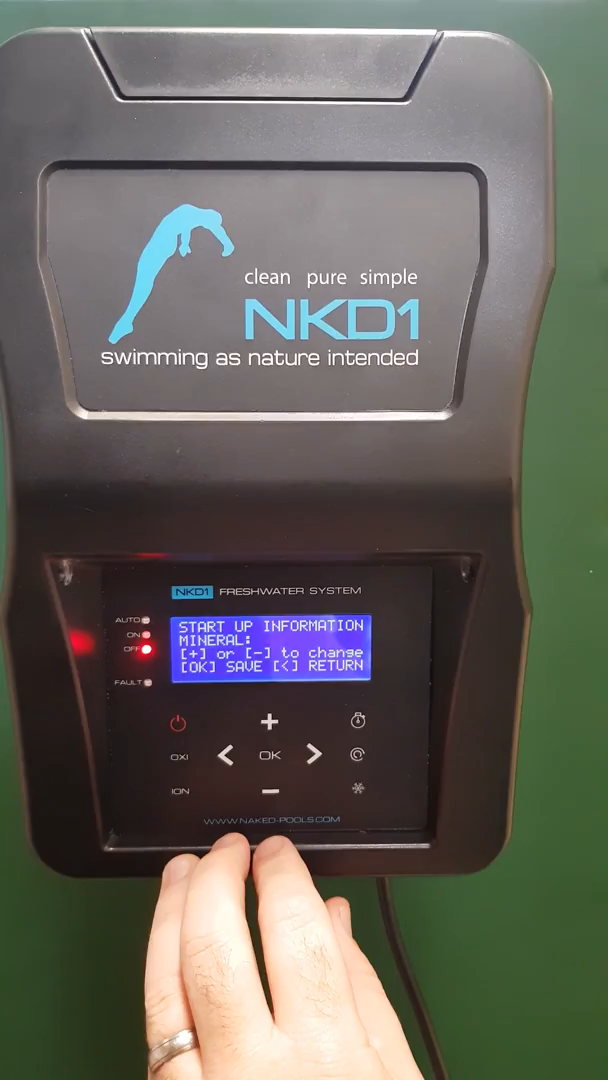 clean pure simple
NKD1
swimming as nature intended
NKD1 FRESHWATER SYSTEM
AUTO
ON
OFF
FAULT
START UP INFORMATION
MINERAL:
[+] or [-] to change
[OK] SAVE [<] RETURN
+
OXI < OK >
ION -
WWW.NAKED-POOLS.COM